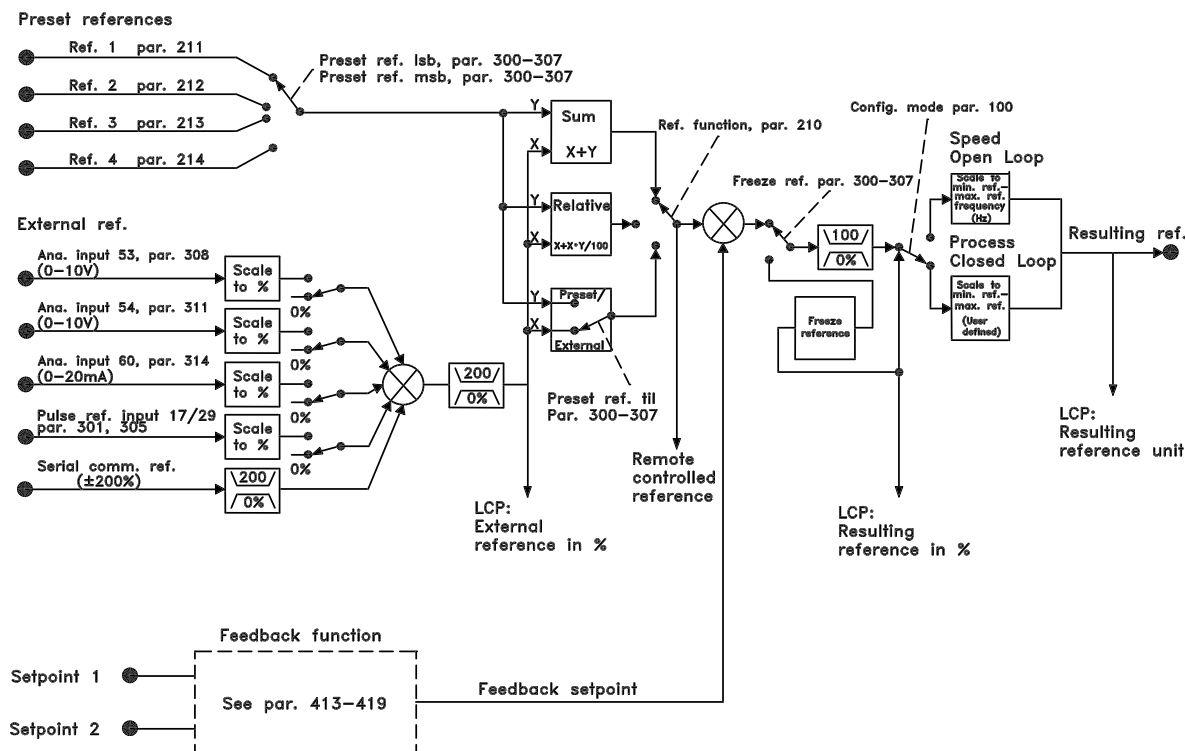 Preset references
Ref. 1 par. 211
Ref. 2 par. 212
Ref. 3 par. 213
Ref. 4 par. 214
Preset ref. lsb, par. 300-307
Preset ref. msb, par. 300-307
Y
X
Sum
X+Y
Y
X
Relative
X+X*Y/100
Y
X
Preset/
External
Preset ref. til
Par. 300-307
Ref. function, par. 210
Freeze ref. par. 300-307
Config. mode par. 100
Speed
Open Loop
Scale to
min. ref.-
max. ref.
frequency
(Hz)
Process
Closed Loop
Scale to
min. ref.-
max. ref.
(User
defined)
Resulting ref.
100
0%
Freeze
reference
External ref.
Ana. input 53, par. 308
(0-10V)
Scale
to %
0%
Ana. input 54, par. 311
(0-10V)
Scale
to %
0%
Ana. input 60, par. 314
(0-20mA)
Scale
to %
0%
Pulse ref. input 17/29
par. 301, 305
Scale
to %
0%
Serial comm. ref.
(±200%)
200
0%
200
0%
LCP:
External
reference in %
Remote
controlled
reference
LCP:
Resulting
reference in %
LCP:
Resulting
reference unit
Feedback function
Setpoint 1
Setpoint 2
See par. 413-419
Feedback setpoint